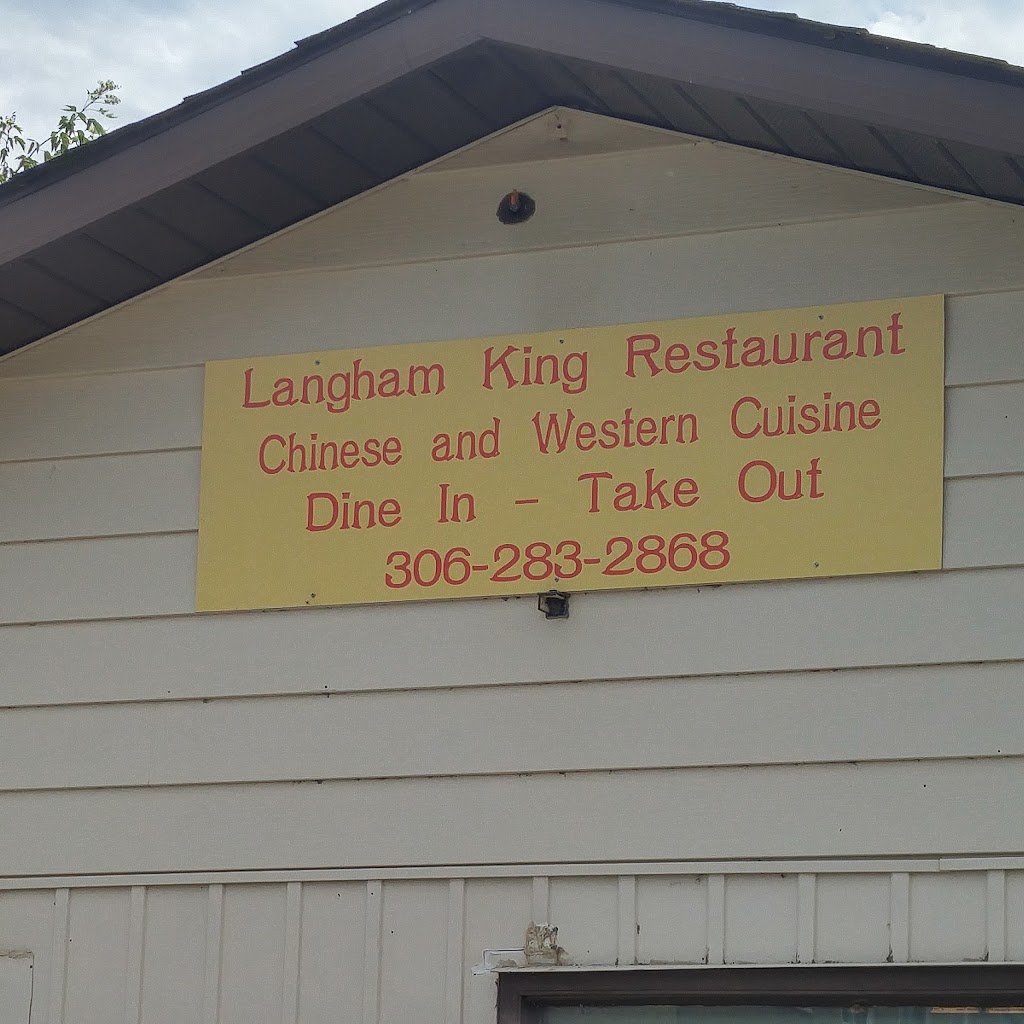 Langham King Restaurant
Chinese and Western Cuisine
Dine In - Take Out
306-283-2868